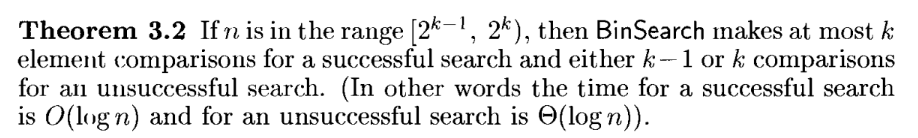 Theorem 3.2 If n is in the range [2^{k−1}, 2^k), then BinSearch makes at most k
element comparisons for a successful search and either k−1 or k comparisons
for an unsuccessful search. (In other words the time for a successful search
is O(log n) and for an unsuccessful search is Θ(log n)).